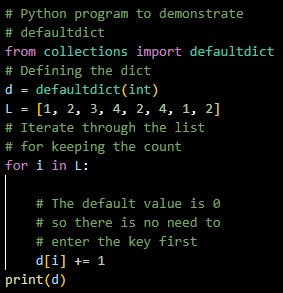 # Python program to demonstrate
# defaultdict
from collections import defaultdict
# Defining the dict
d = defaultdict(int)
L = [1, 2, 3, 4, 2, 4, 1, 2]
# Iterate through the list
# for keeping the count
for i in L:
    # The default value is 0
    # so there is no need to
    # enter the key first
    d[i] += 1
print(d)